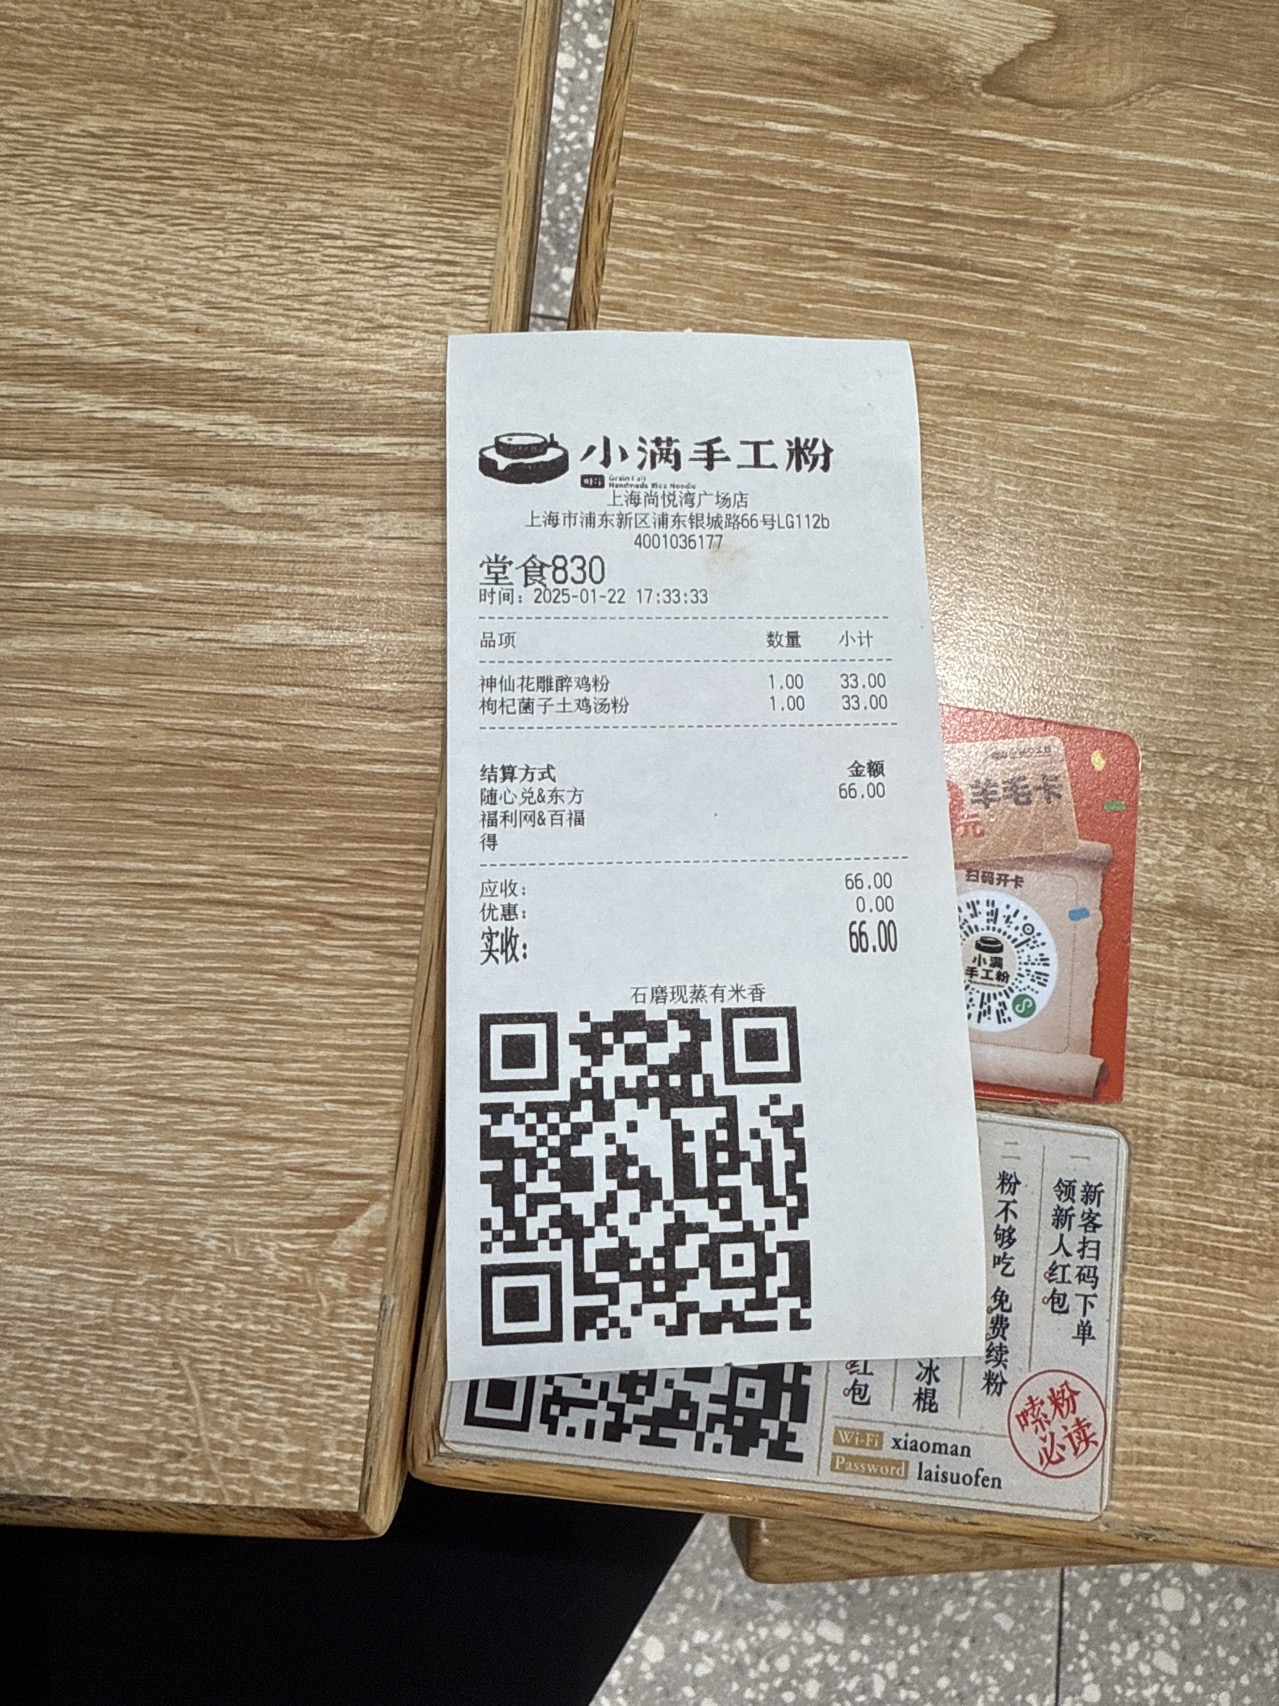 小满手工粉
Handmade Rice Noodle
上海尚悦湾广场店
上海市浦东新区浦东银城路66号LG112b
4001036177
堂食830
时间：2025-01-22 17:33:33
品项 数量 小计
神仙花雕醉鸡粉 1.00 33.00
枸杞菌子土鸡汤粉 1.00 33.00
结算方式 金额
随心兑&东方 66.00
福利网&百福
得
应收： 66.00
优惠： 0.00
实收： 66.00
石磨现蒸有米香
羊毛卡
元
扫码开卡
小满
手工粉
一
新客扫码下单
领新人红包
二
粉不够吃 免费续粉
冰棍
红包
嗦粉
必读
Wi-Fi xiaoman
Password laisuofen